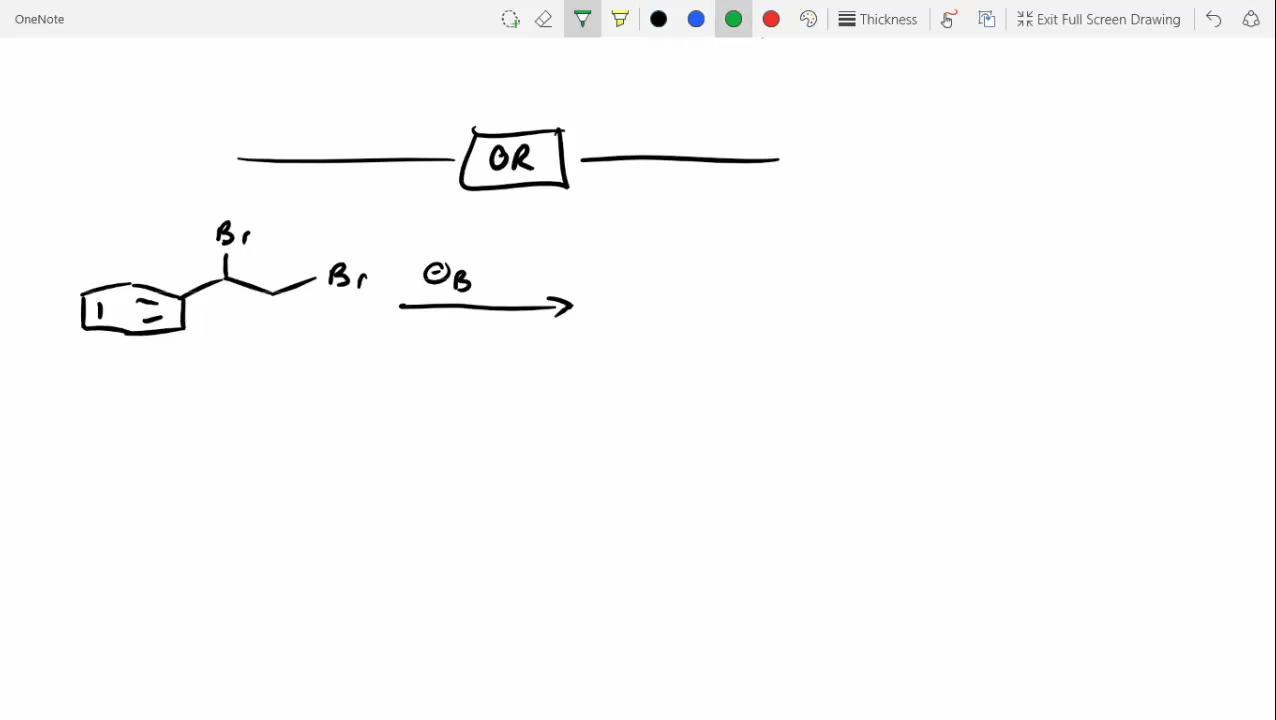 OneNote
Thickness
Exit Full Screen Drawing
OR
Br
Br
⊖B